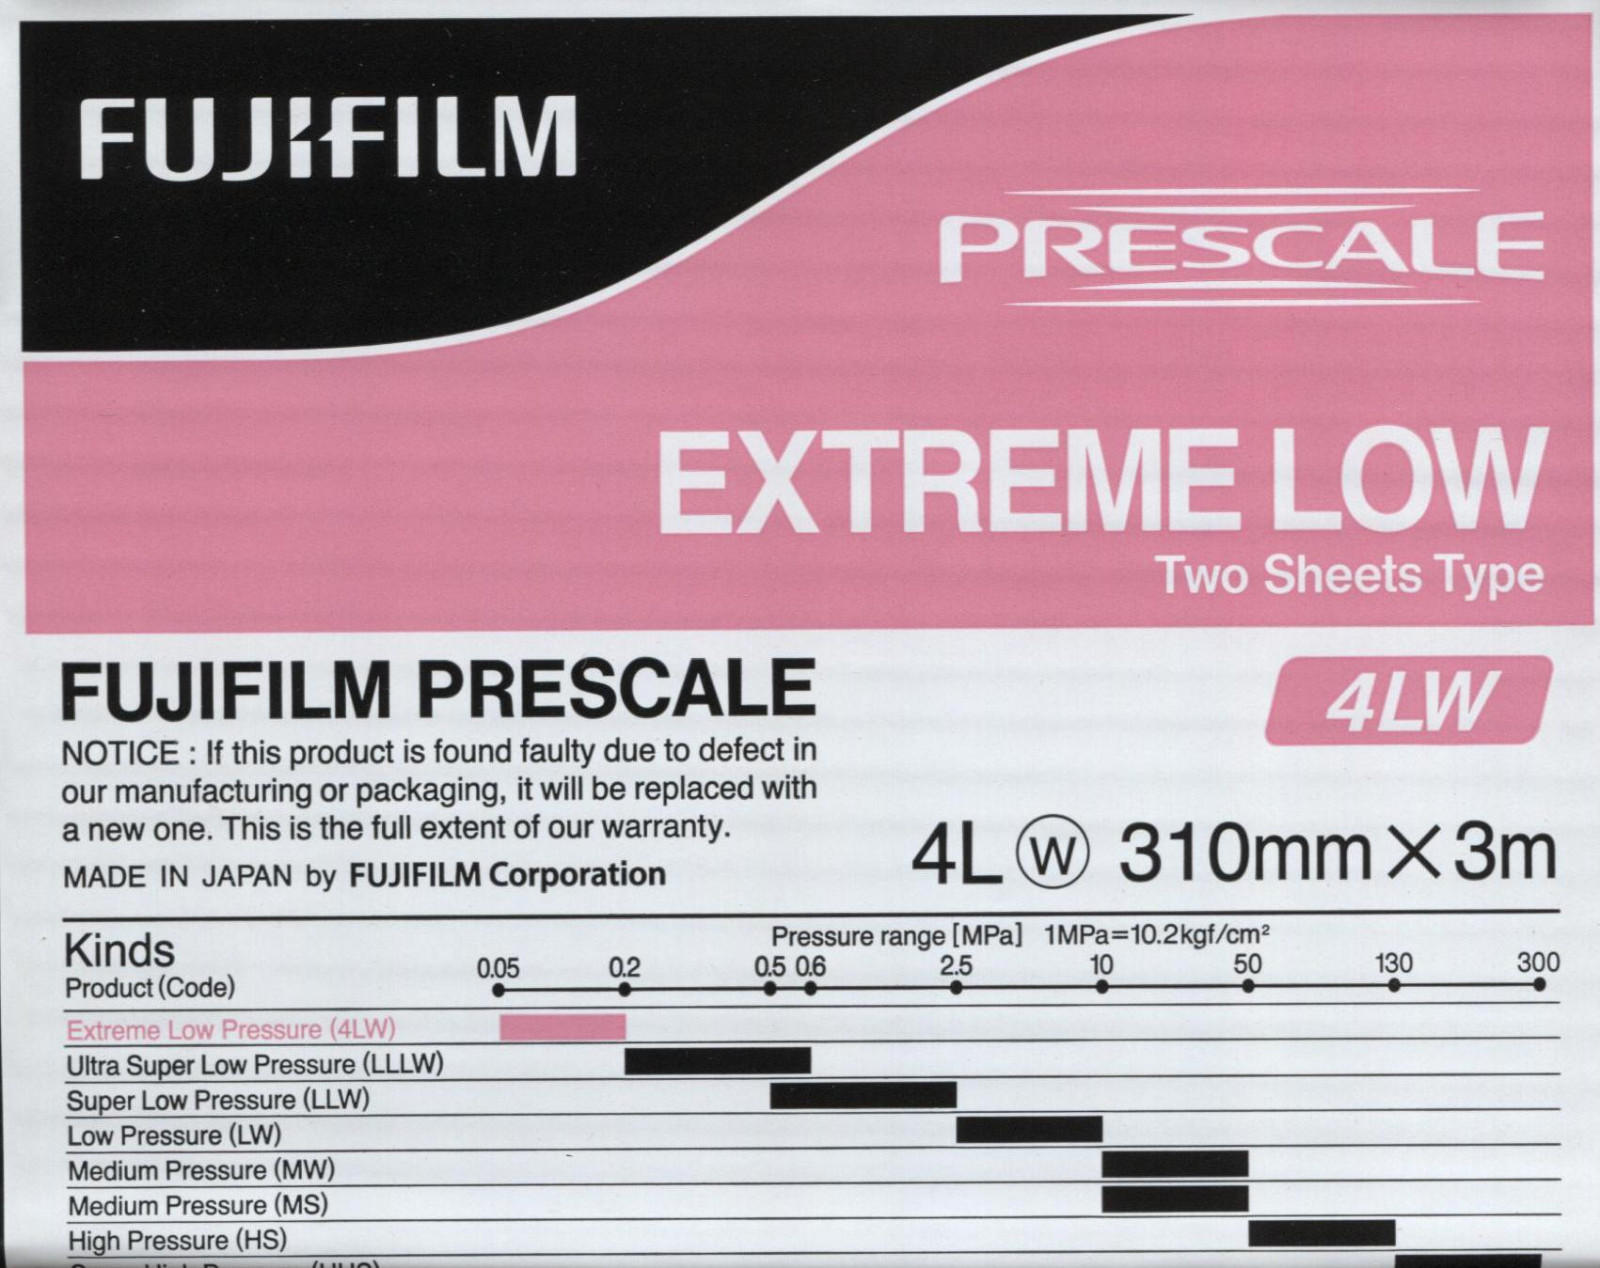 FUJIFILM
PRESCALE
EXTREME LOW
Two Sheets Type
FUJIFILM PRESCALE
4LW
NOTICE : If this product is found faulty due to defect in
our manufacturing or packaging, it will be replaced with
a new one. This is the full extent of our warranty.
MADE IN JAPAN by FUJIFILM Corporation
4L Ⓦ 310mm × 3m
Kinds
Product (Code)
Pressure range [MPa] 1MPa=10.2kgf/cm²
0.05 0.2 0.5 0.6 2.5 10 50 130 300
Extreme Low Pressure (4LW)
Ultra Super Low Pressure (LLLW)
Super Low Pressure (LLW)
Low Pressure (LW)
Medium Pressure (MW)
Medium Pressure (MS)
High Pressure (HS)